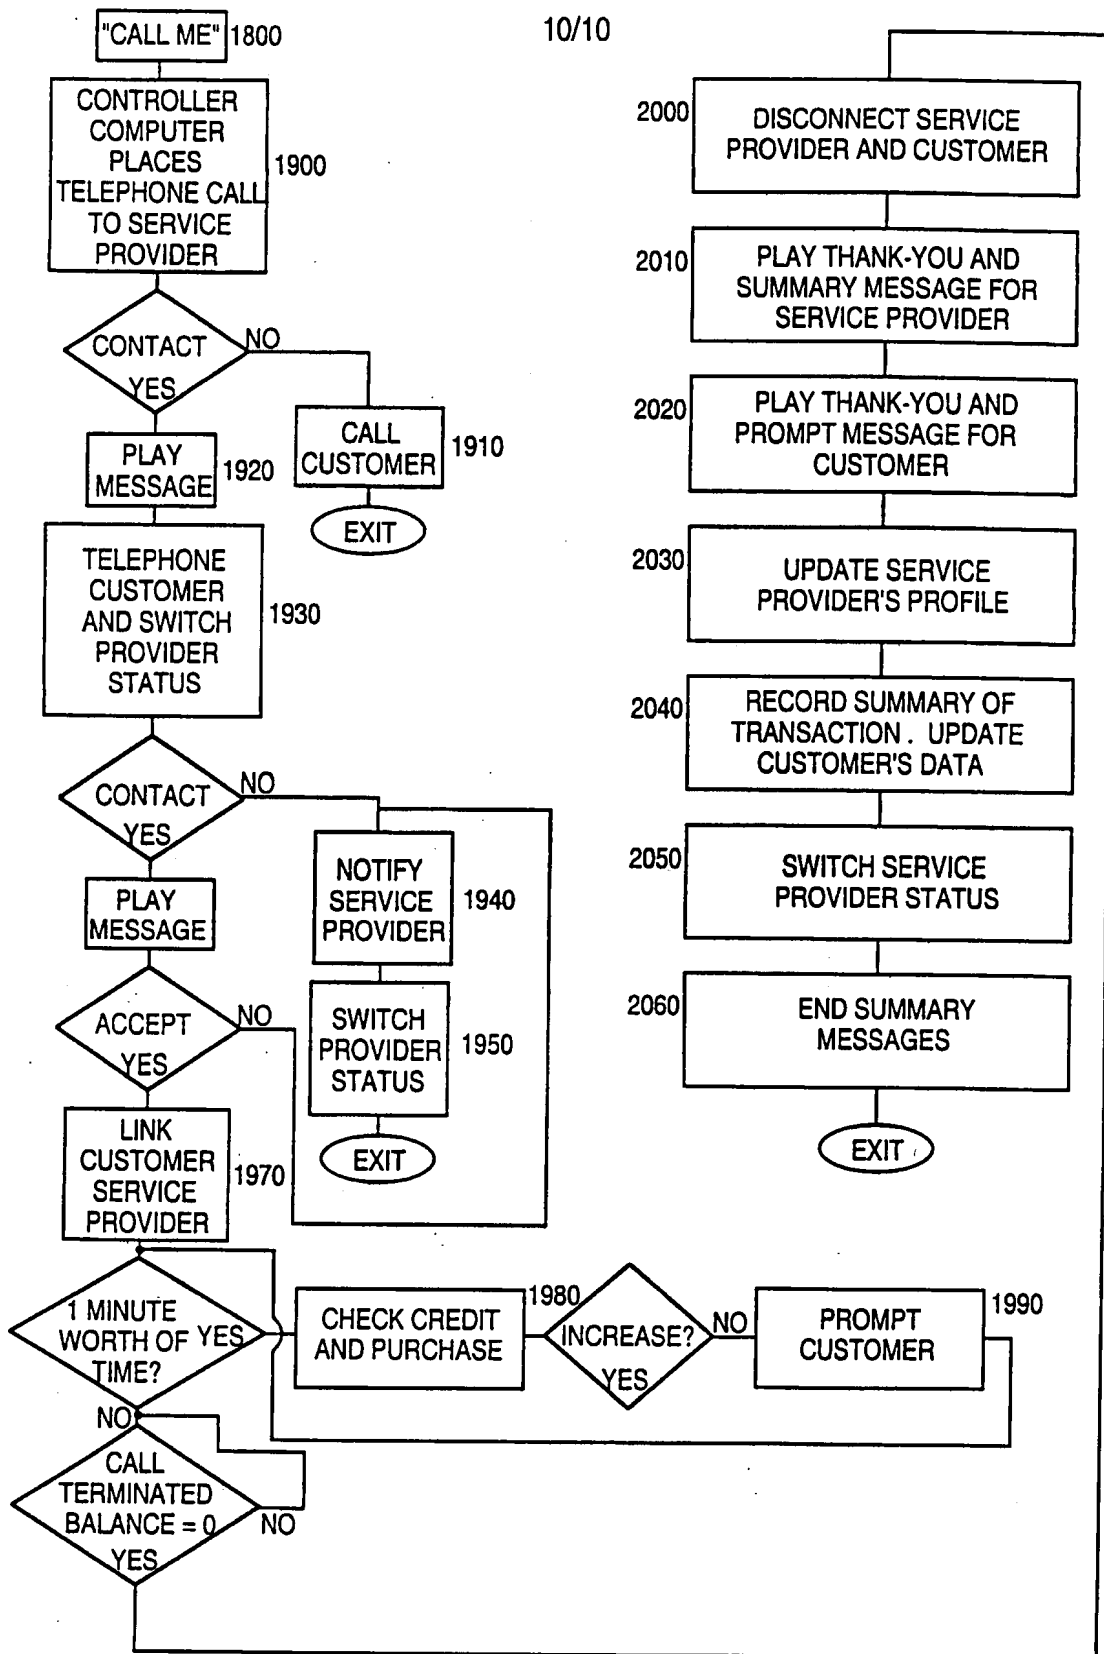 10/10
"CALL ME" 1800
CONTROLLER
COMPUTER
PLACES
TELEPHONE CALL
TO SERVICE
PROVIDER
1900
CONTACT
NO
YES
CALL
CUSTOMER
1910
EXIT
PLAY
MESSAGE
1920
TELEPHONE
CUSTOMER
AND SWITCH
PROVIDER
STATUS
1930
CONTACT
NO
YES
NOTIFY
SERVICE
PROVIDER
1940
PLAY
MESSAGE
SWITCH
PROVIDER
STATUS
1950
EXIT
ACCEPT
NO
YES
LINK
CUSTOMER
SERVICE
PROVIDER
1970
1 MINUTE
WORTH OF
TIME?
YES
NO
CHECK CREDIT
AND PURCHASE
1980
INCREASE?
NO
YES
PROMPT
CUSTOMER
1990
CALL
TERMINATED
BALANCE = 0
NO
YES
2000
DISCONNECT SERVICE
PROVIDER AND CUSTOMER
2010
PLAY THANK-YOU AND
SUMMARY MESSAGE FOR
SERVICE PROVIDER
2020
PLAY THANK-YOU AND
PROMPT MESSAGE FOR
CUSTOMER
2030
UPDATE SERVICE
PROVIDER'S PROFILE
2040
RECORD SUMMARY OF
TRANSACTION. UPDATE
CUSTOMER'S DATA
2050
SWITCH SERVICE
PROVIDER STATUS
2060
END SUMMARY
MESSAGES
EXIT